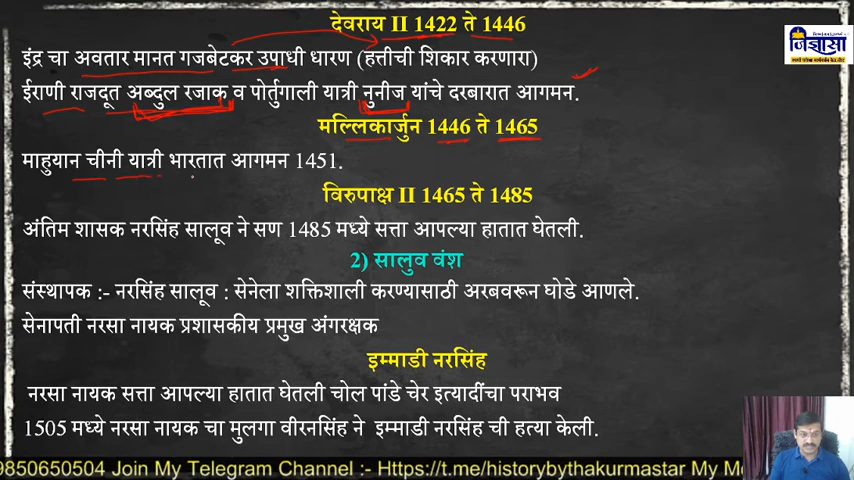 देवराय II 1422 ते 1446
इंद्र चा अवतार मानत गजबेटकर उपाधी धारण (हत्तीची शिकार करणारा)
ईराणी राजदूत अब्दुल रजाक व पोर्तुगाली यात्री नुनीज यांचे दरबारात आगमन.
मल्लिकार्जुन 1446 ते 1465
माहुयान चीनी यात्री भारतात आगमन 1451.
विरुपाक्ष II 1465 ते 1485
अंतिम शासक नरसिंह सालूव ने सण 1485 मध्ये सत्ता आपल्या हातात घेतली.
2) सालुव वंश
संस्थापक :- नरसिंह सालूव : सेनेला शक्तिशाली करण्यासाठी अरबवरून घोडे आणले.
सेनापती नरसा नायक प्रशासकीय प्रमुख अंगरक्षक
इम्माडी नरसिंह
नरसा नायक सत्ता आपल्या हातात घेतली चोल पांडे चेर इत्यादींचा पराभव
1505 मध्ये नरसा नायक चा मुलगा वीरनसिंह ने इम्माडी नरसिंह ची हत्या केली.
जिज्ञासा
9850650504 Join My Telegram Channel :- Https://t.me/historybythakurmastar My M